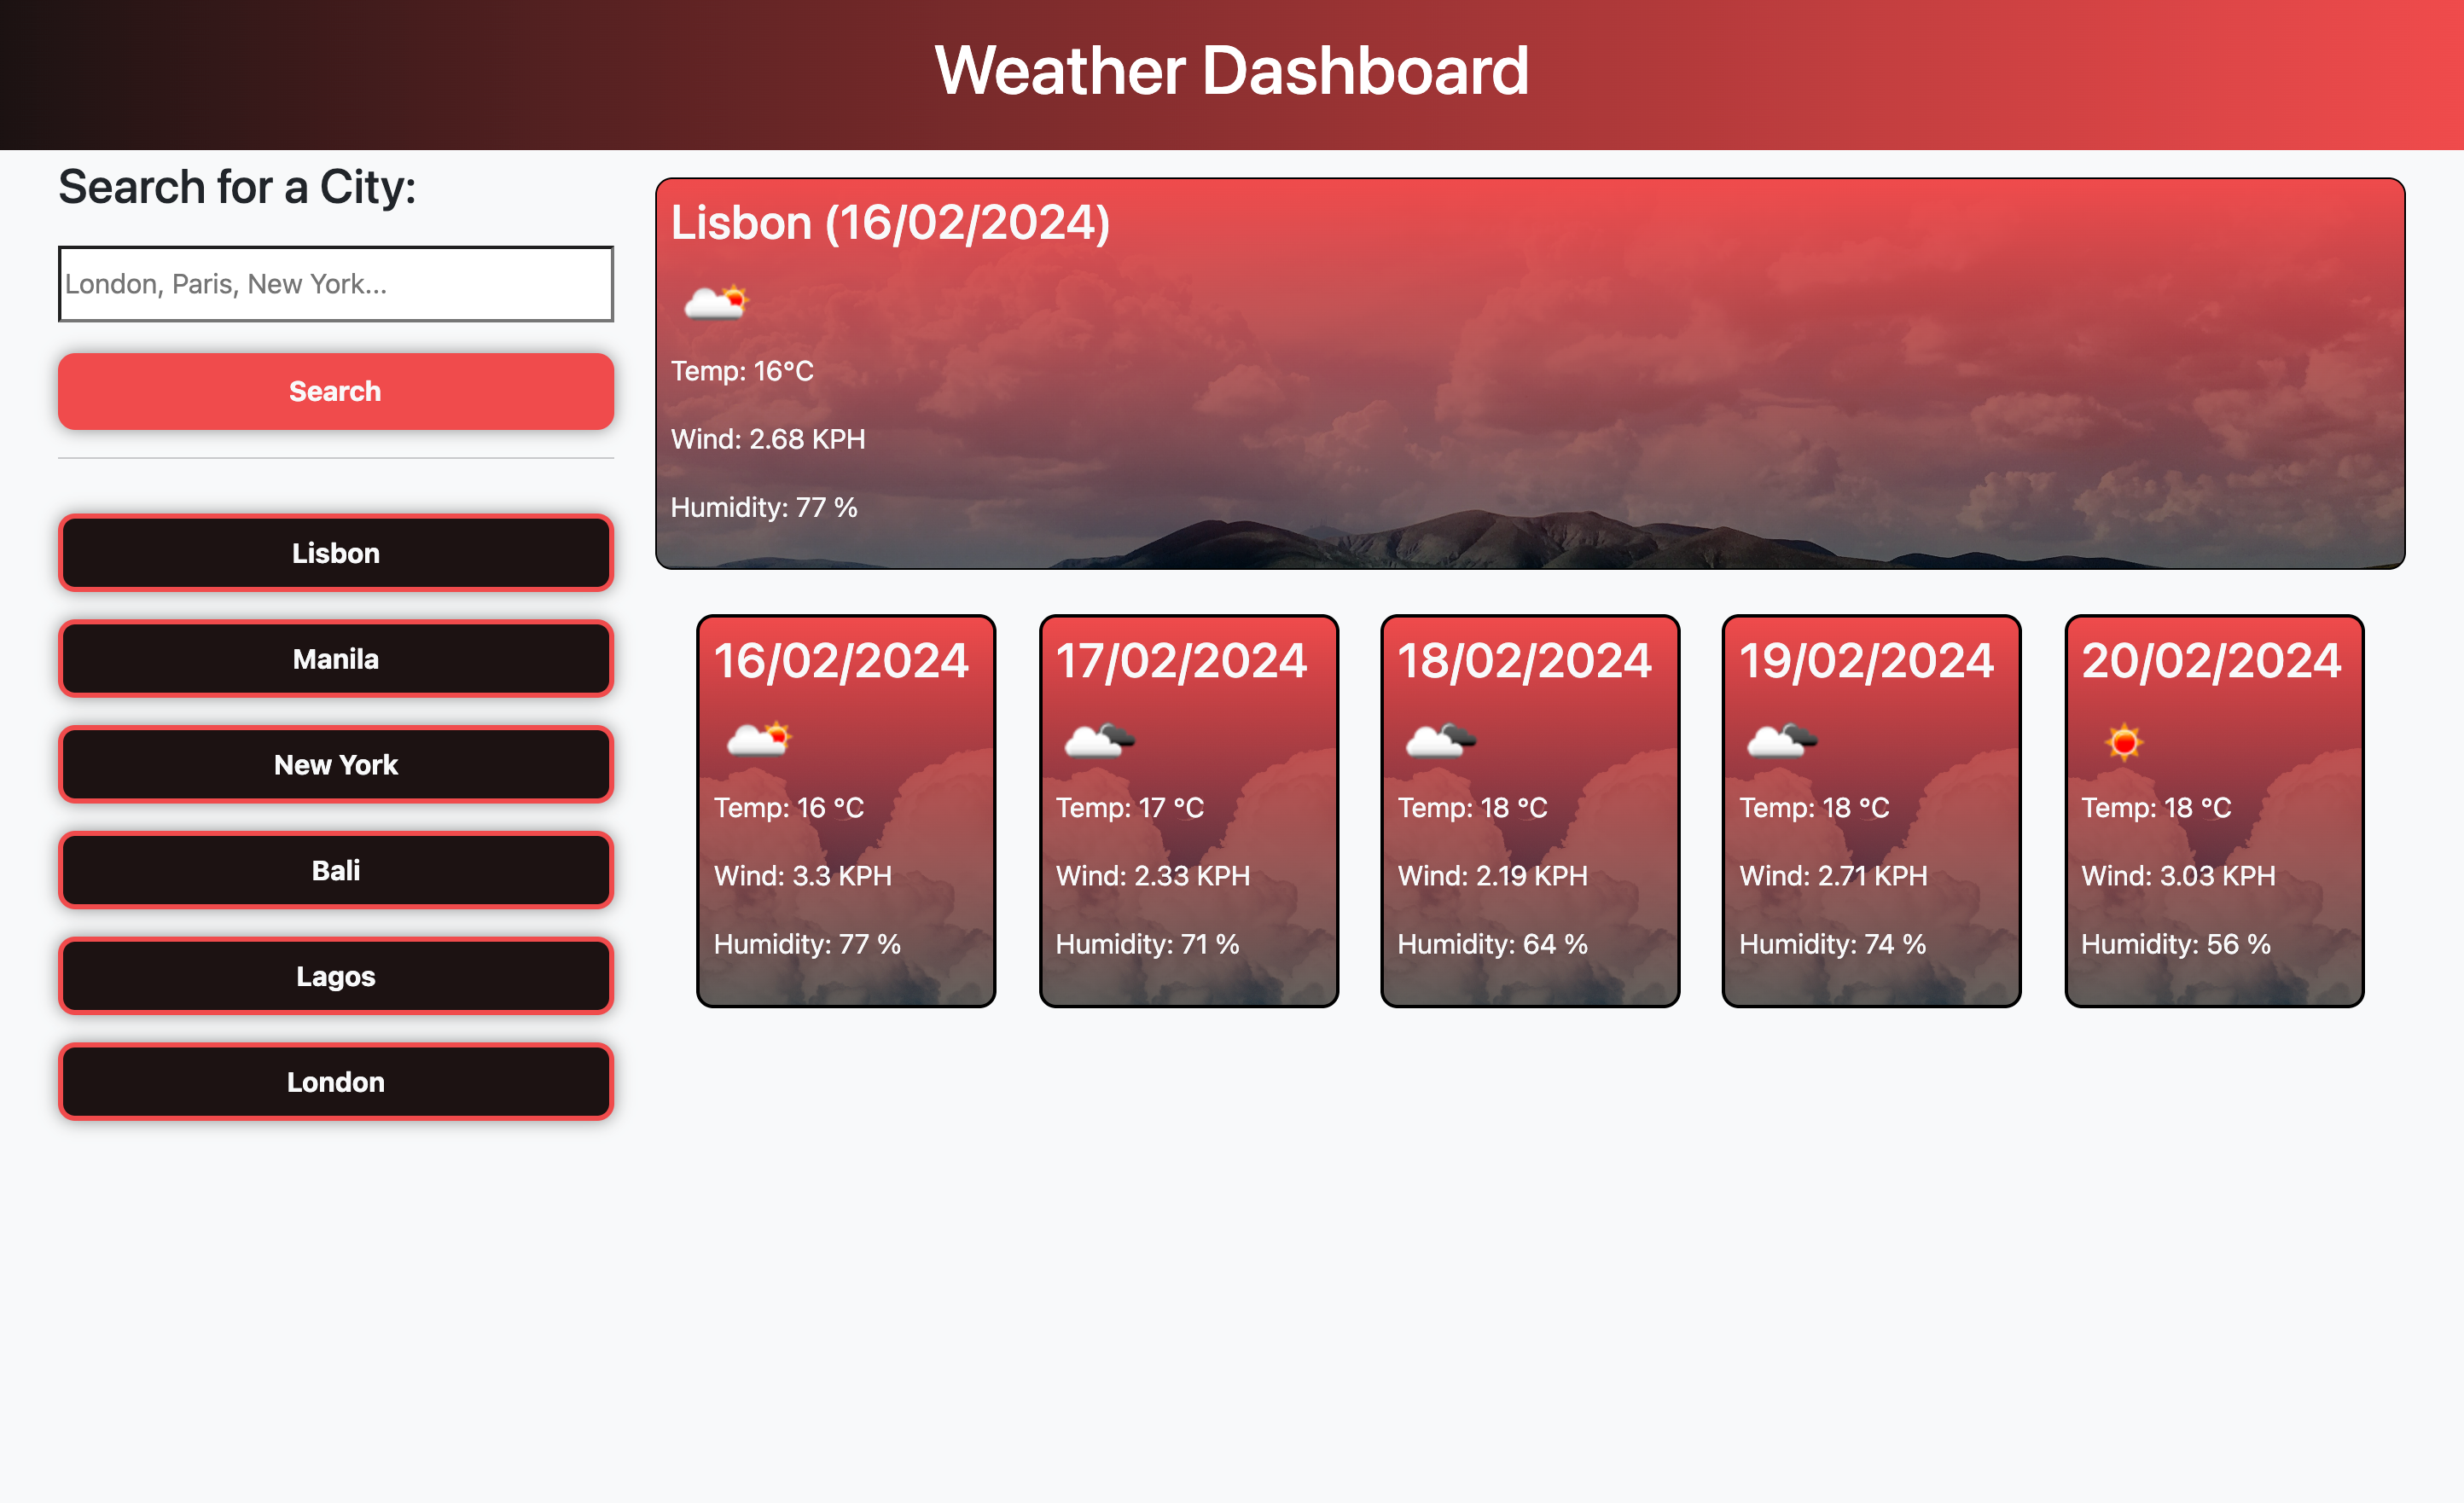 Weather Dashboard
Search for a City:
London, Paris, New York...
Search
Lisbon
Manila
New York
Bali
Lagos
London
Lisbon (16/02/2024)
Temp: 16°C
Wind: 2.68 KPH
Humidity: 77 %
16/02/2024
Temp: 16 °C
Wind: 3.3 KPH
Humidity: 77 %
17/02/2024
Temp: 17 °C
Wind: 2.33 KPH
Humidity: 71 %
18/02/2024
Temp: 18 °C
Wind: 2.19 KPH
Humidity: 64 %
19/02/2024
Temp: 18 °C
Wind: 2.71 KPH
Humidity: 74 %
20/02/2024
Temp: 18 °C
Wind: 3.03 KPH
Humidity: 56 %